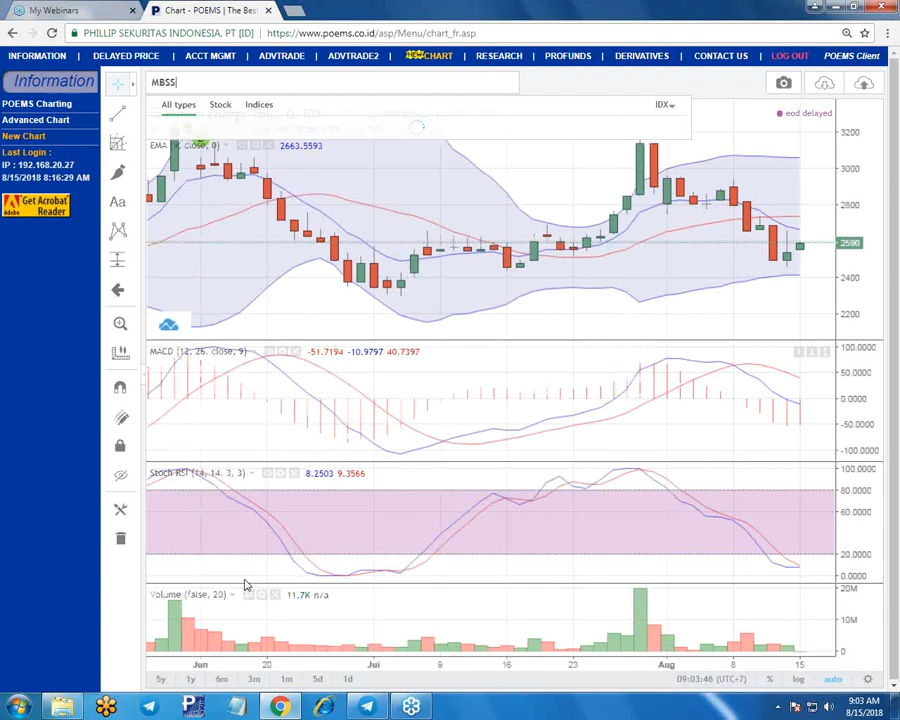 My Webinars
Chart - POEMS | The Bes
PHILLIP SEKURITAS INDONESIA. PT [ID]
https://www.poems.co.id/asp/Menu/chart_fr.asp
INFORMATION DELAYED PRICE ACCT MGMT ADVTRADE ADVTRADE2 NEW CHART RESEARCH PROFUNDS DERIVATIVES CONTACT US LOG OUT POEMS Client
Information
POEMS Charting
Advanced Chart
New Chart
Last Login :
IP : 192.168.20.27
8/15/2018 8:16:29 AM
Get Acrobat
Reader
MBSS
All types Stock Indices IDX
eod delayed
Aa
EMA close, 0) 2663.5593
3200
3000
2800
2590
2400
2200
MACD (12, 26, close, 9) -51.7194 -10.9797 40.7397
100.0000
50.0000
0.0000
-50.0000
-100.0000
Stoch RSI (14, 14, 3, 3) 8.2503 9.3566
100.0000
80.0000
60.0000
20.0000
0.0000
Volume (false, 20) 11.7K n/a
20M
10M
0
Jun 20 Jul 9 16 23 Aug 8 15
5y 1y 6m 3m 1m 5d 1d 09:03:46 (UTC+7) % log auto
9:03 AM
8/15/2018